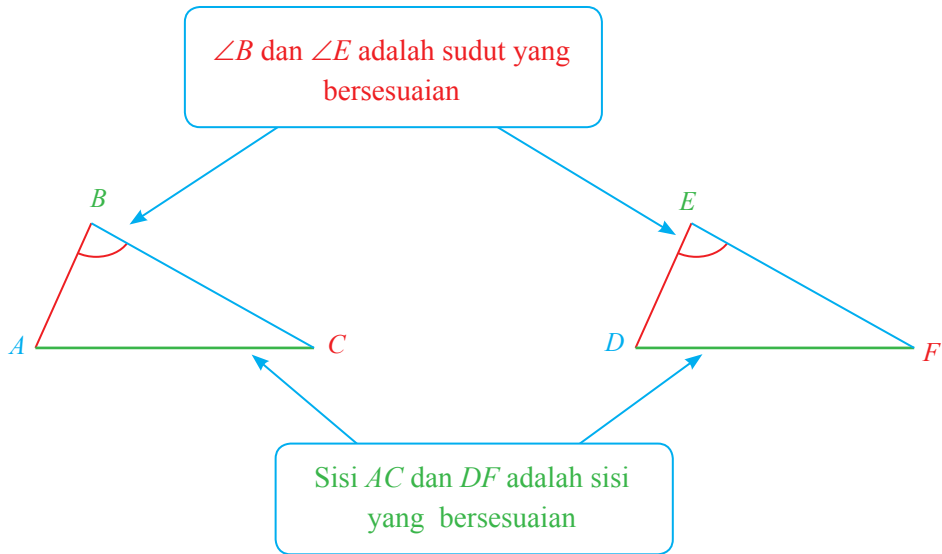 ∠B dan ∠E adalah sudut yang
bersesuaian
B
E
A
C
D
F
Sisi AC dan DF adalah sisi
yang bersesuaian